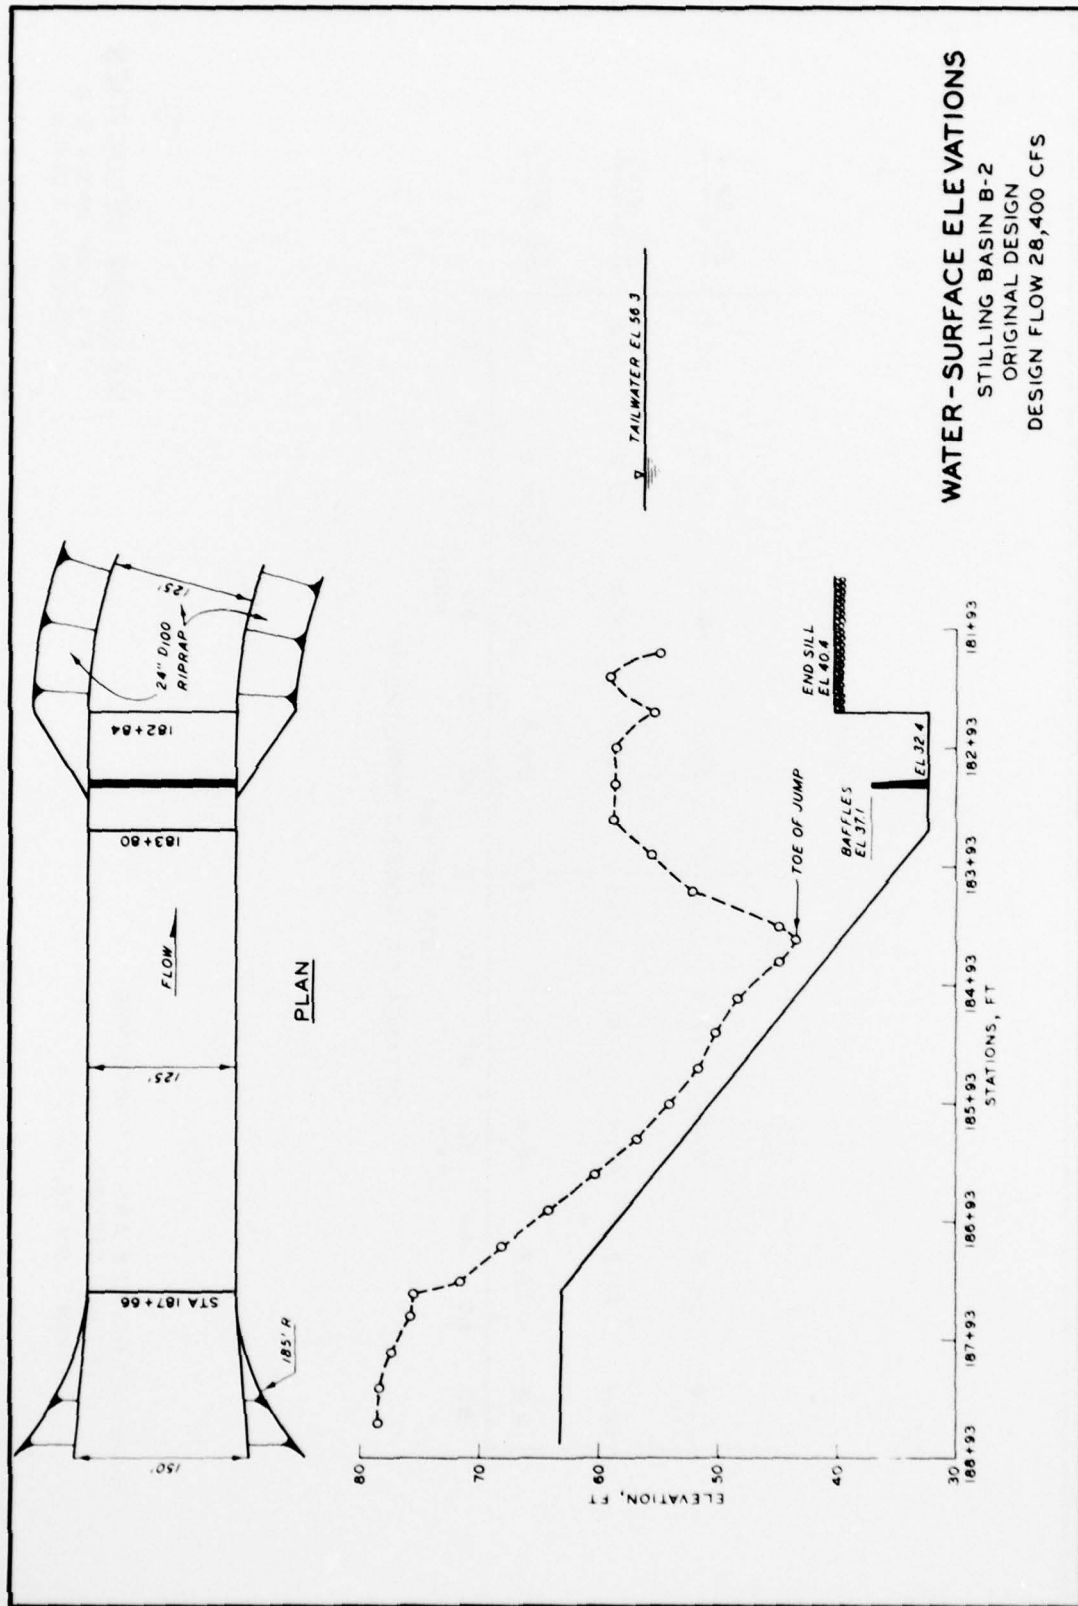 150'
185' R
STA 187+66
125'
FLOW
183+80
182+84
24" D100
RIPRAP
125'
PLAN
ELEVATION, FT
80
70
60
50
40
30
TOE OF JUMP
BAFFLES
EL 37.1
EL 32.4
END SILL
EL 40.4
TAILWATER EL 56.3
188+93
187+93
186+93
185+93
184+93
183+93
182+93
181+93
STATIONS, FT
WATER-SURFACE ELEVATIONS
STILLING BASIN B-2
ORIGINAL DESIGN
DESIGN FLOW 28,400 CFS